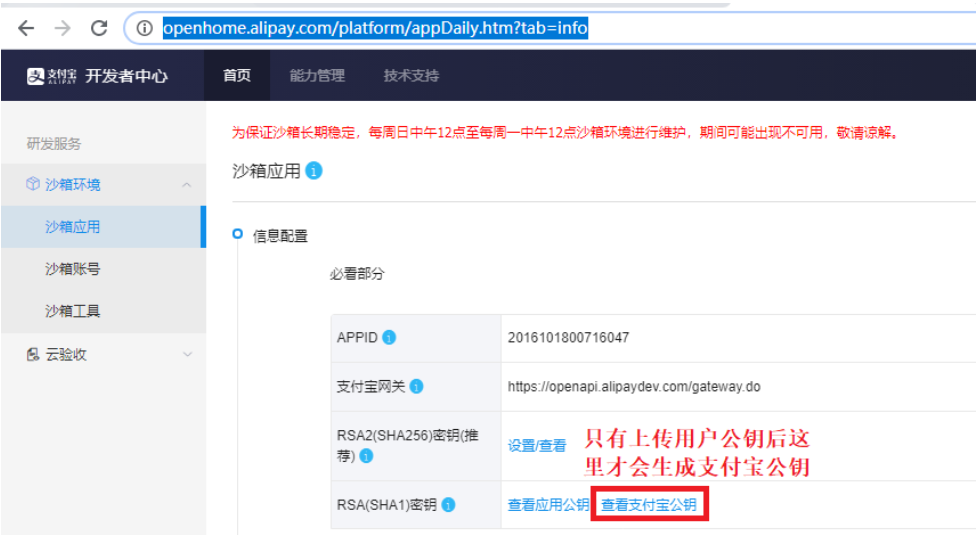 openhome.alipay.com/platform/appDaily.htm?tab=info
支付宝 ALIPAY 开发者中心 首页 能力管理 技术支持
研发服务
沙箱环境
沙箱应用
沙箱账号
沙箱工具
云验收
为保证沙箱长期稳定，每周日中午12点至每周一中午12点沙箱环境进行维护，期间可能出现不可用，敬请谅解。
沙箱应用
信息配置
必看部分
APPID 2016101800716047
支付宝网关 https://openapi.alipaydev.com/gateway.do
RSA2(SHA256)密钥(推
荐) 设置/查看
只有上传用户公钥后这
里才会生成支付宝公钥
RSA(SHA1)密钥 查看应用公钥 查看支付宝公钥